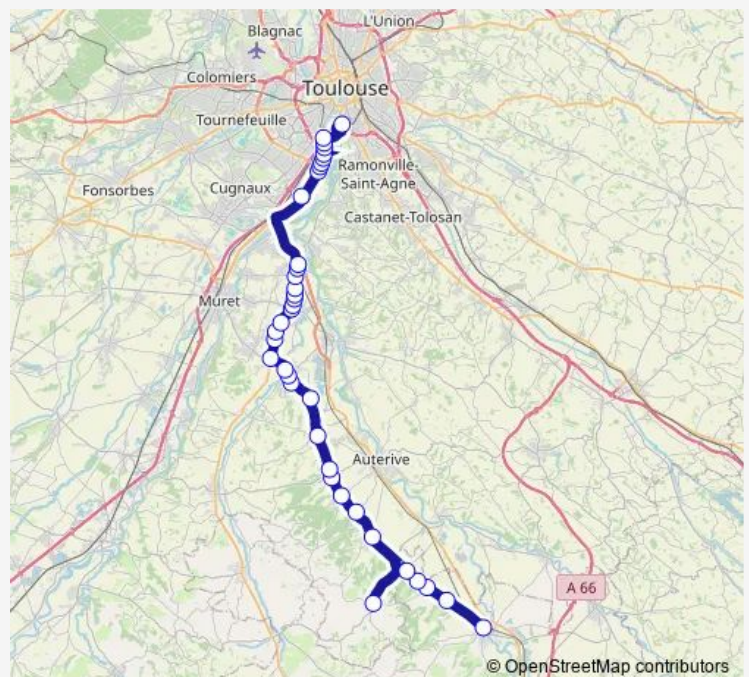 L'Union
Blagnac
Colomiers
Toulouse
Tournefeuille
Ramonville-
Saint-Agne
Fonsorbes
Cugnaux
Castanet-Tolosan
Muret
Auterive
A 66
© OpenStreetMap contributors